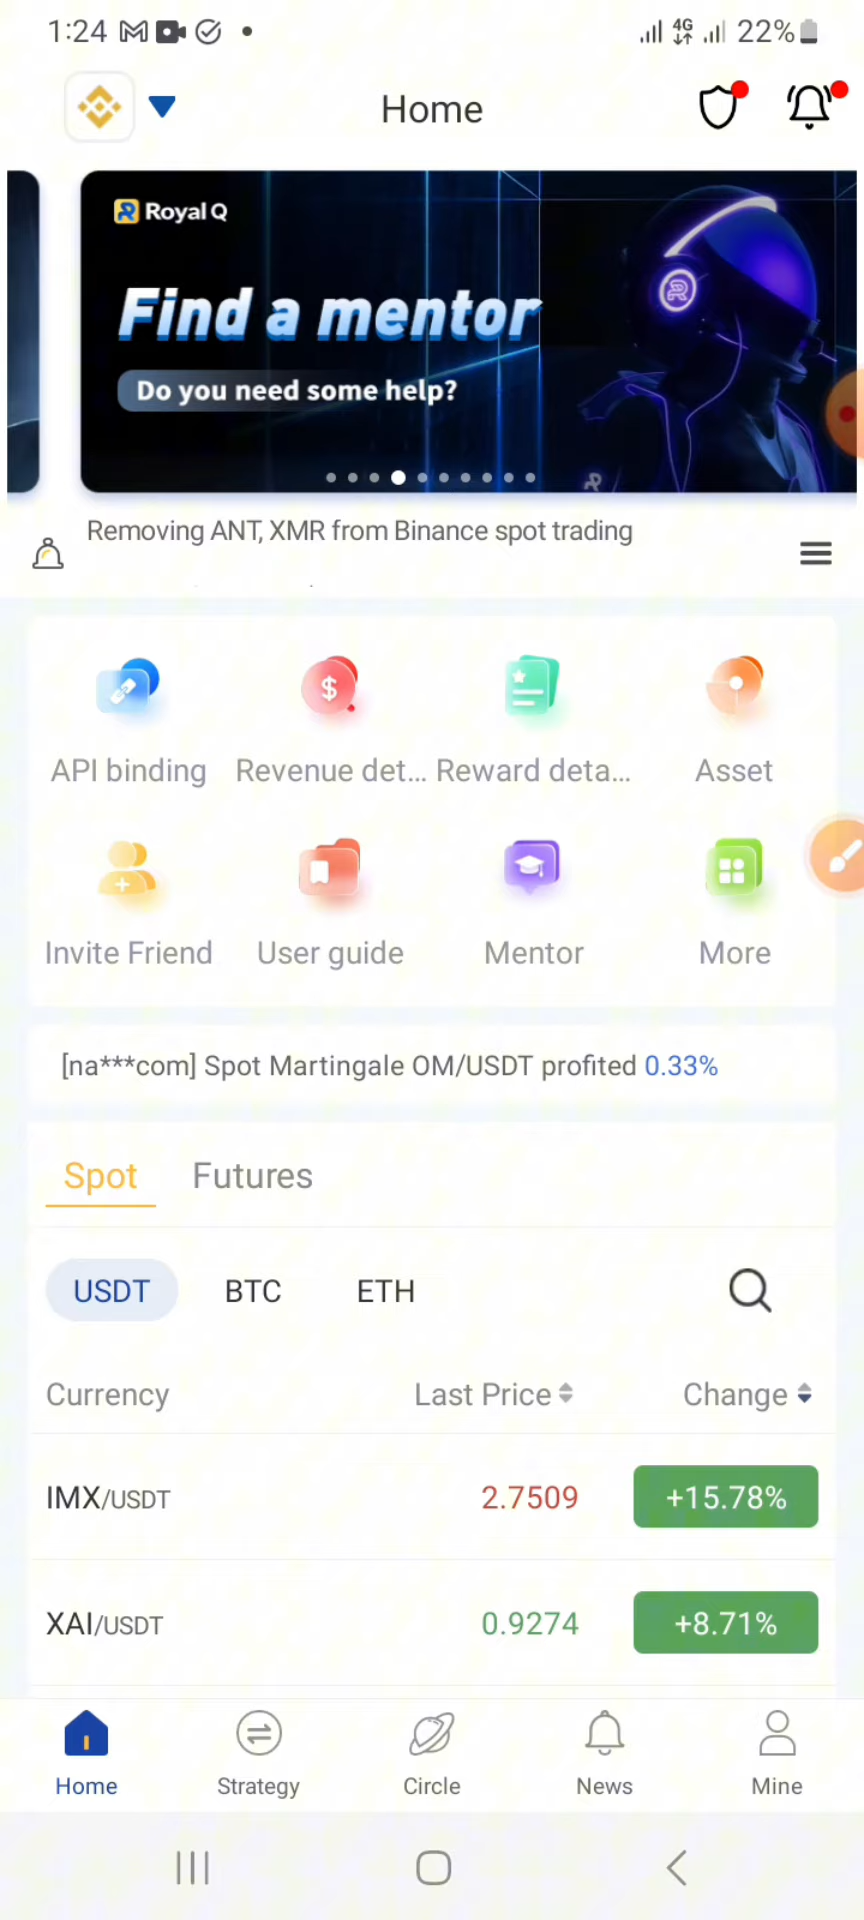 1:24 4G 22%
Home
Royal Q
Find a mentor
Do you need some help?
Removing ANT, XMR from Binance spot trading
API binding Revenue det... Reward deta... Asset
Invite Friend User guide Mentor More
[na***com] Spot Martingale OM/USDT profited 0.33%
Spot Futures
USDT BTC ETH
Currency Last Price Change
IMX/USDT 2.7509 +15.78%
XAI/USDT 0.9274 +8.71%
Home Strategy Circle News Mine